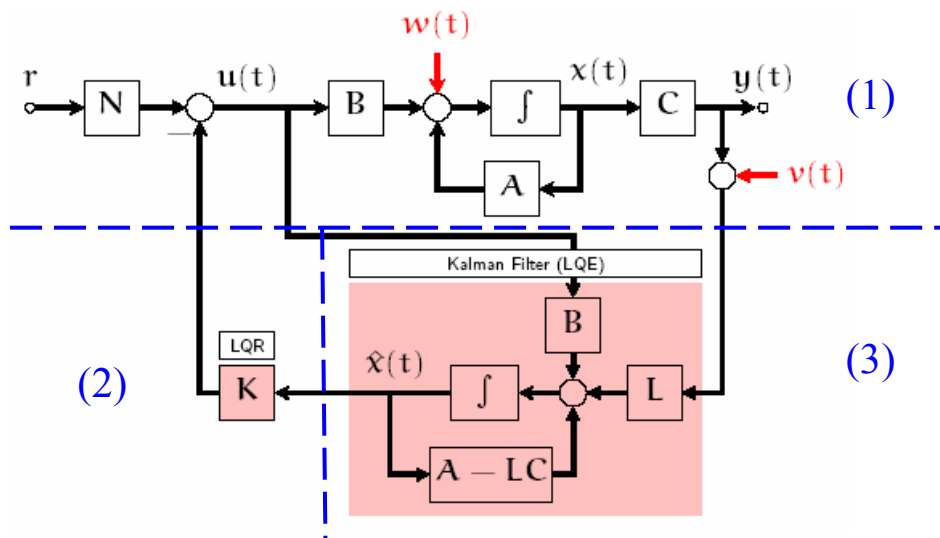 w(t)
r
N
u(t)
B
∫
x(t)
C
y(t)
(1)
−
A
v(t)
Kalman Filter (LQE)
B
LQR
(2)
K
x̂(t)
∫
L
(3)
A − LC